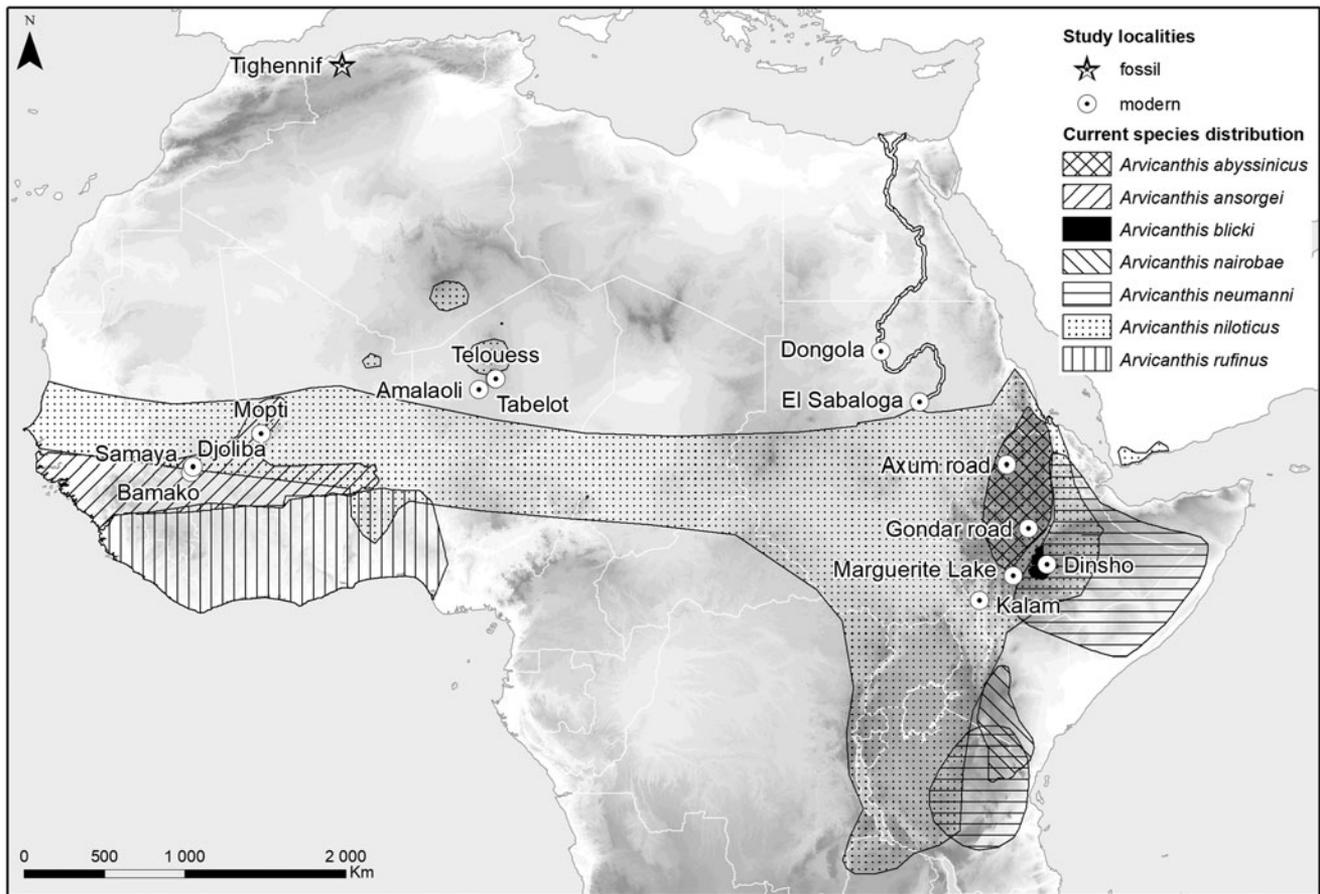 N
Tighennif
Study localities
fossil
modern
Current species distribution
Arvicanthis abyssinicus
Arvicanthis ansorgei
Arvicanthis blicki
Arvicanthis nairobae
Arvicanthis neumanni
Arvicanthis niloticus
Arvicanthis rufinus
Dongola
Telouess
Amalaoli
Tabelot
El Sabaloga
Mopti
Samaya
Djoliba
Bamako
Axum road
Gondar road
Marguerite Lake
Dinsho
Kalam
0 500 1 000 2 000
Km